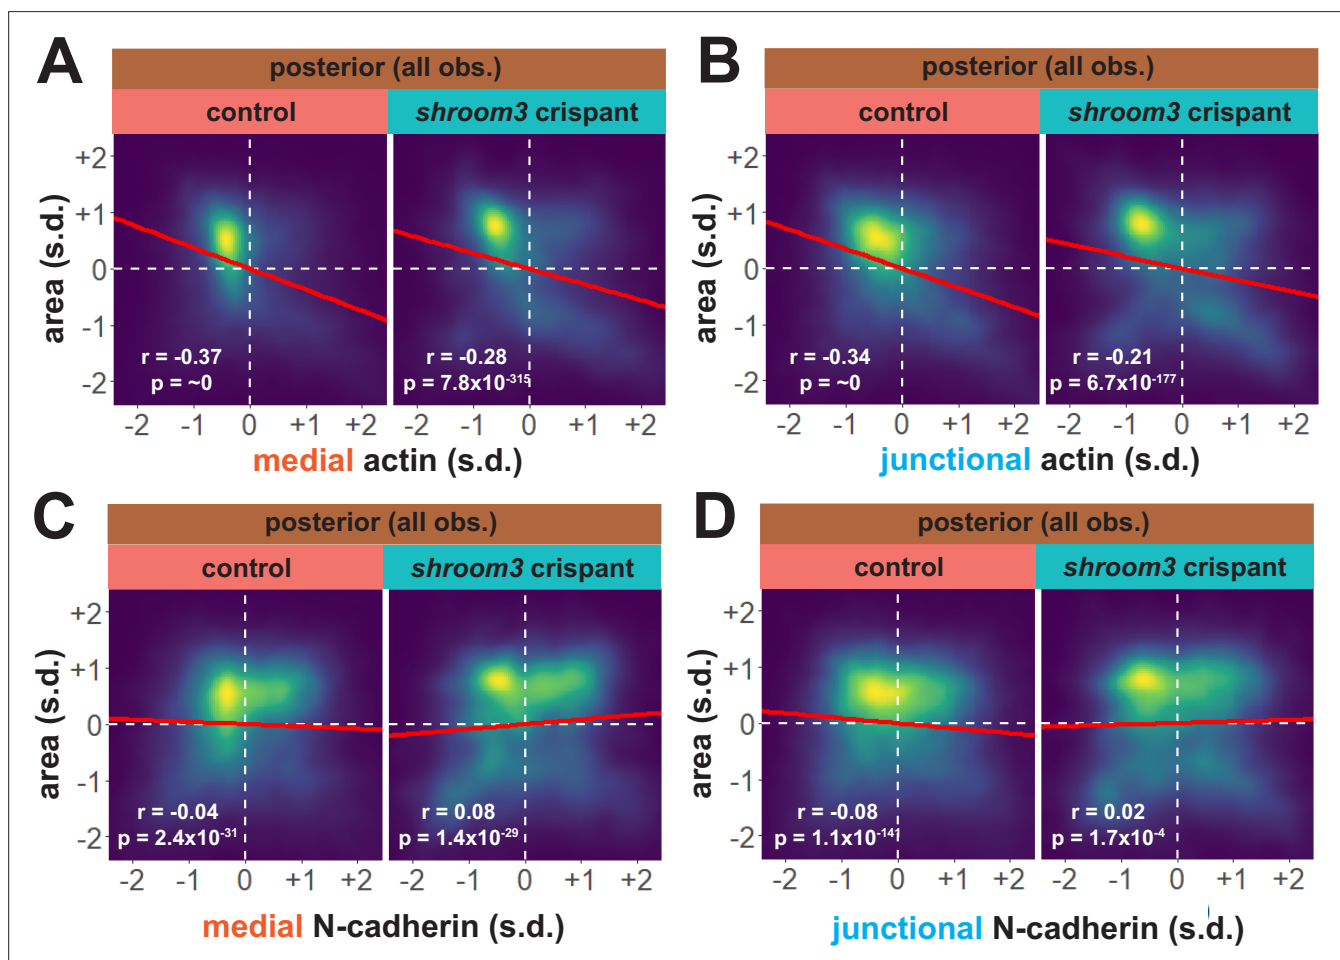 A
posterior (all obs.)
control
shroom3 crispant
area (s.d.)
+2
+1
0
-1
-2
r = -0.37
p = ~0
r = -0.28
p = 7.8x10⁻³¹⁵
-2 -1 0 +1 +2
-2 -1 0 +1 +2
medial actin (s.d.)
B
posterior (all obs.)
control
shroom3 crispant
area (s.d.)
+2
+1
0
-1
-2
r = -0.34
p = ~0
r = -0.21
p = 6.7x10⁻¹⁷⁷
-2 -1 0 +1 +2
-2 -1 0 +1 +2
junctional actin (s.d.)
C
posterior (all obs.)
control
shroom3 crispant
area (s.d.)
+2
+1
0
-1
-2
r = -0.04
p = 2.4x10⁻³¹
r = 0.08
p = 1.4x10⁻²⁹
-2 -1 0 +1 +2
-2 -1 0 +1 +2
medial N-cadherin (s.d.)
D
posterior (all obs.)
control
shroom3 crispant
area (s.d.)
+2
+1
0
-1
-2
r = -0.08
p = 1.1x10⁻¹⁴¹
r = 0.02
p = 1.7x10⁻⁴
-2 -1 0 +1 +2
-2 -1 0 +1 +2
junctional N-cadherin (s.d.)